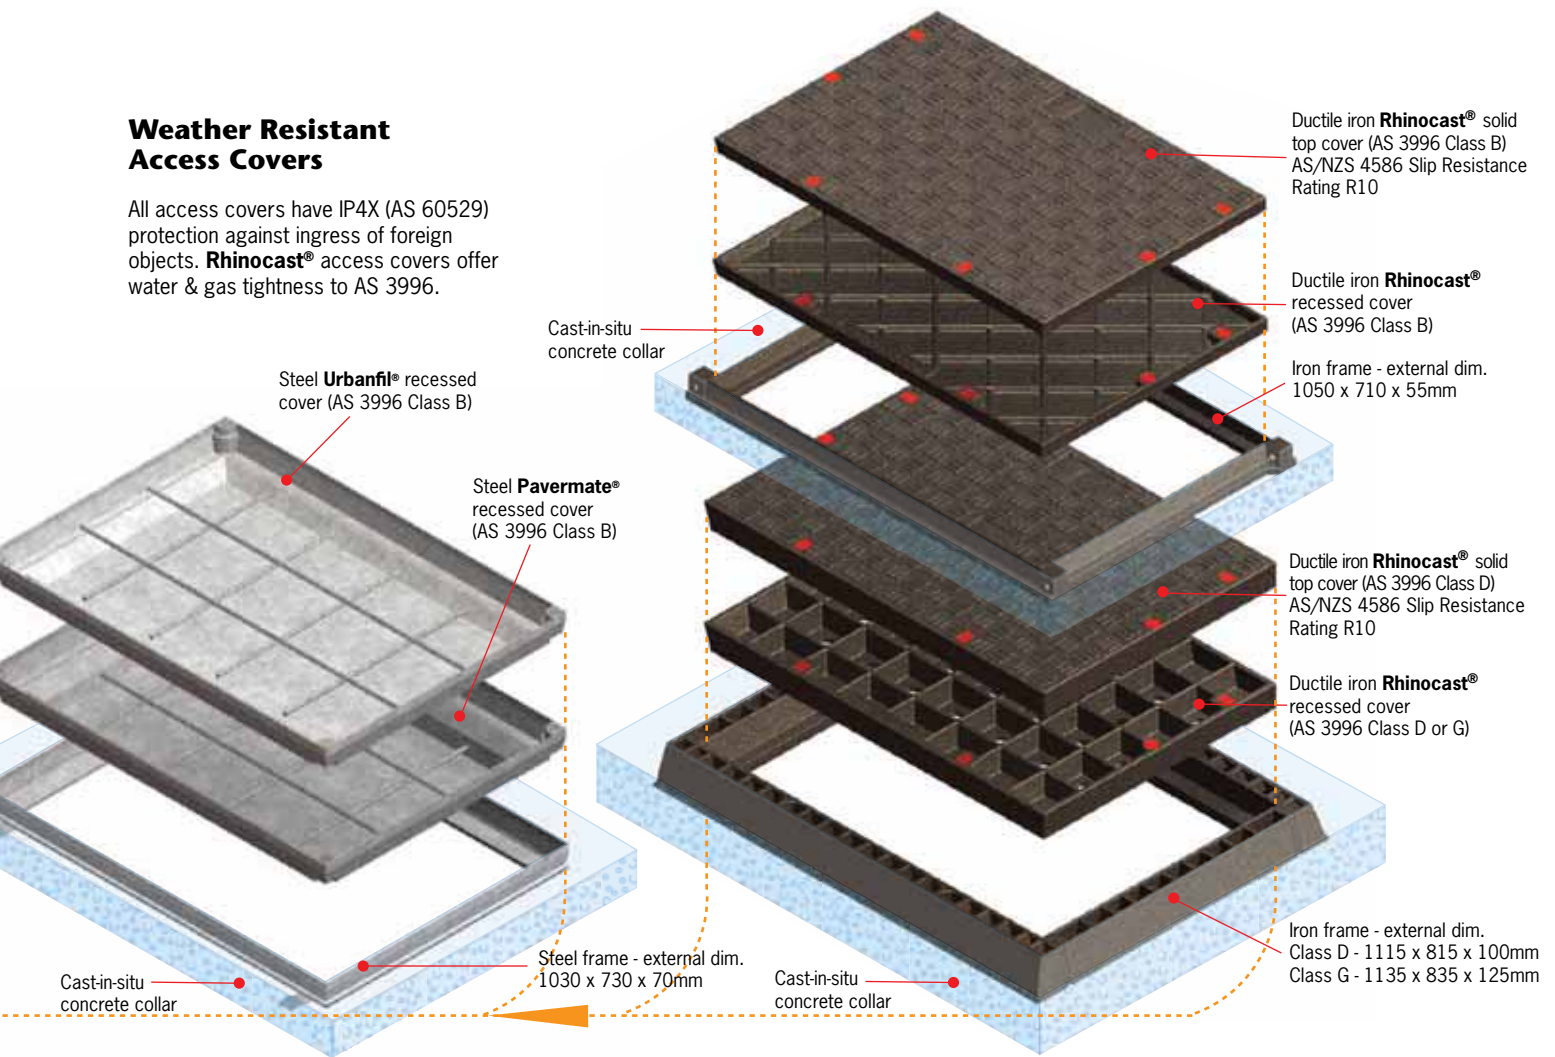 Weather Resistant
Access Covers
All access covers have IP4X (AS 60529)
protection against ingress of foreign
objects. Rhinocast® access covers offer
water & gas tightness to AS 3996.
Steel Urbanfil® recessed
cover (AS 3996 Class B)
Steel Pavermate®
recessed cover
(AS 3996 Class B)
Steel frame - external dim.
1030 x 730 x 70mm
Cast-in-situ
concrete collar
Cast-in-situ
concrete collar
Ductile iron Rhinocast® solid
top cover (AS 3996 Class B)
AS/NZS 4586 Slip Resistance
Rating R10
Ductile iron Rhinocast®
recessed cover
(AS 3996 Class B)
Iron frame - external dim.
1050 x 710 x 55mm
Ductile iron Rhinocast® solid
top cover (AS 3996 Class D)
AS/NZS 4586 Slip Resistance
Rating R10
Ductile iron Rhinocast®
recessed cover
(AS 3996 Class D or G)
Iron frame - external dim.
Class D - 1115 x 815 x 100mm
Class G - 1135 x 835 x 125mm
Cast-in-situ
concrete collar